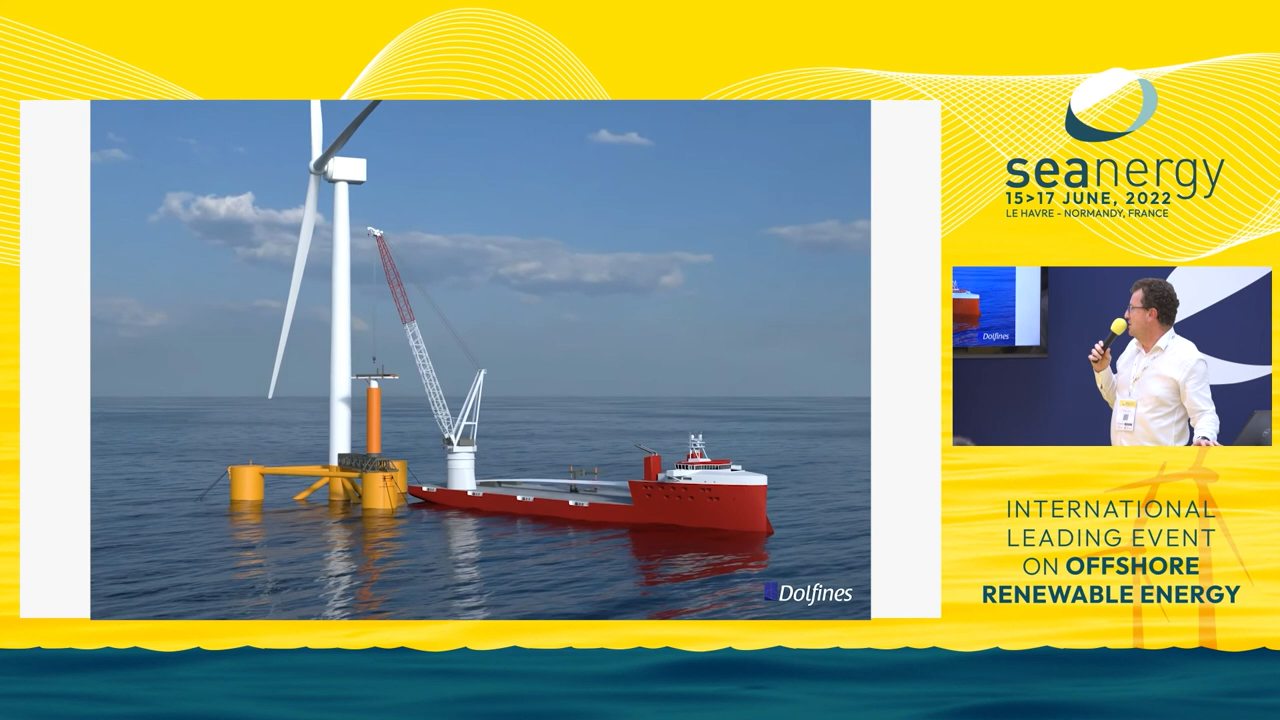 seanergy
15>17 JUNE, 2022
LE HAVRE - NORMANDY, FRANCE
Dolfines
Dolfines
INTERNATIONAL
LEADING EVENT
ON OFFSHORE
RENEWABLE ENERGY